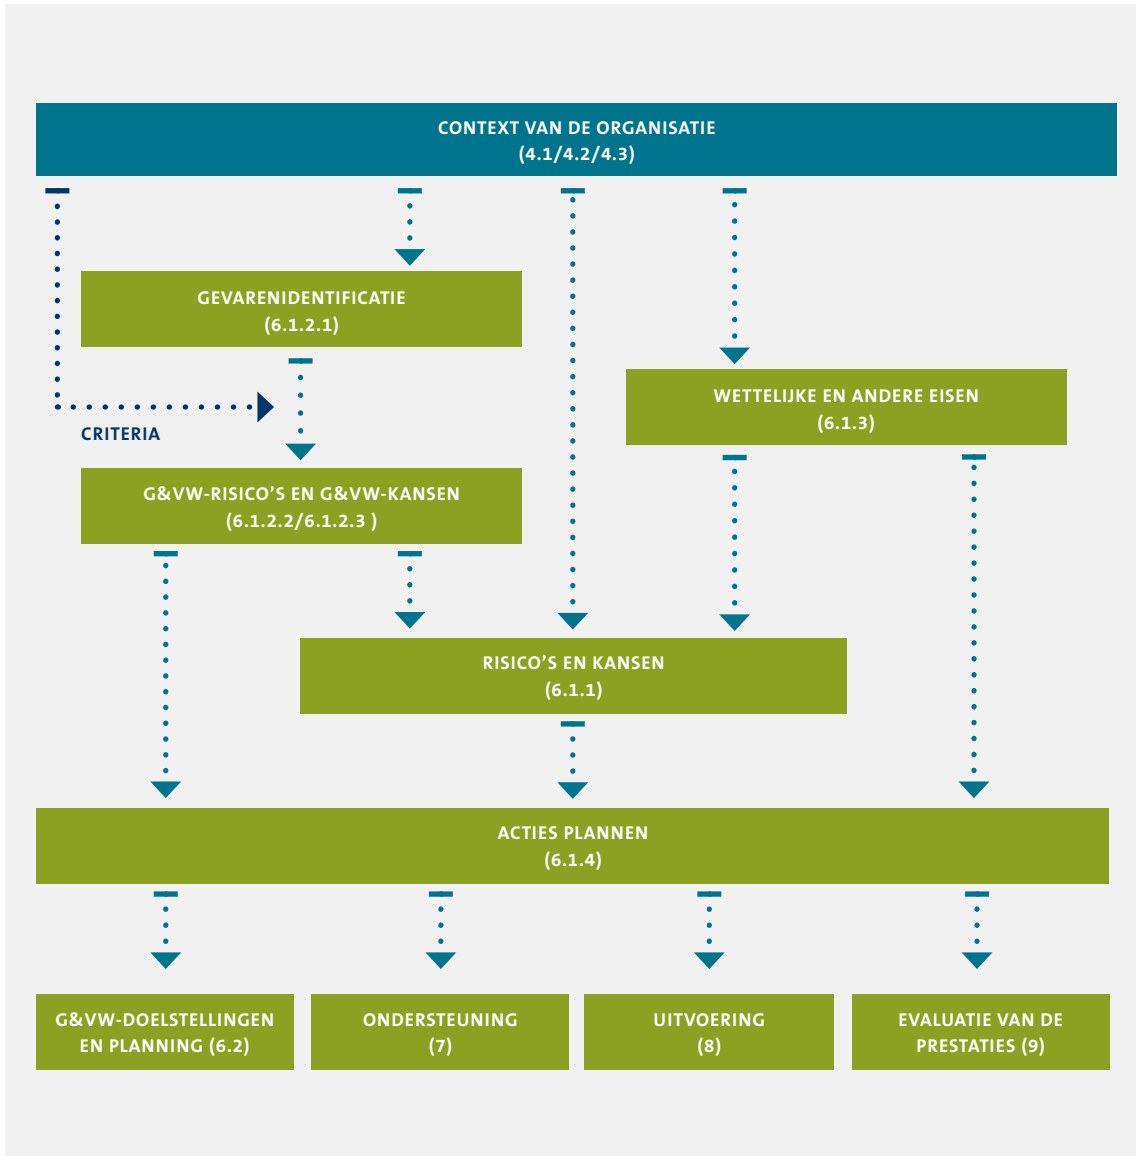 CONTEXT VAN DE ORGANISATIE
(4.1/4.2/4.3)
GEVARENIDENTIFICATIE
(6.1.2.1)
WETTELIJKE EN ANDERE EISEN
(6.1.3)
CRITERIA
G&VW-RISICO'S EN G&VW-KANSEN
(6.1.2.2/6.1.2.3 )
RISICO'S EN KANSEN
(6.1.1)
ACTIES PLANNEN
(6.1.4)
G&VW-DOELSTELLINGEN
EN PLANNING (6.2)
ONDERSTEUNING
(7)
UITVOERING
(8)
EVALUATIE VAN DE
PRESTATIES (9)